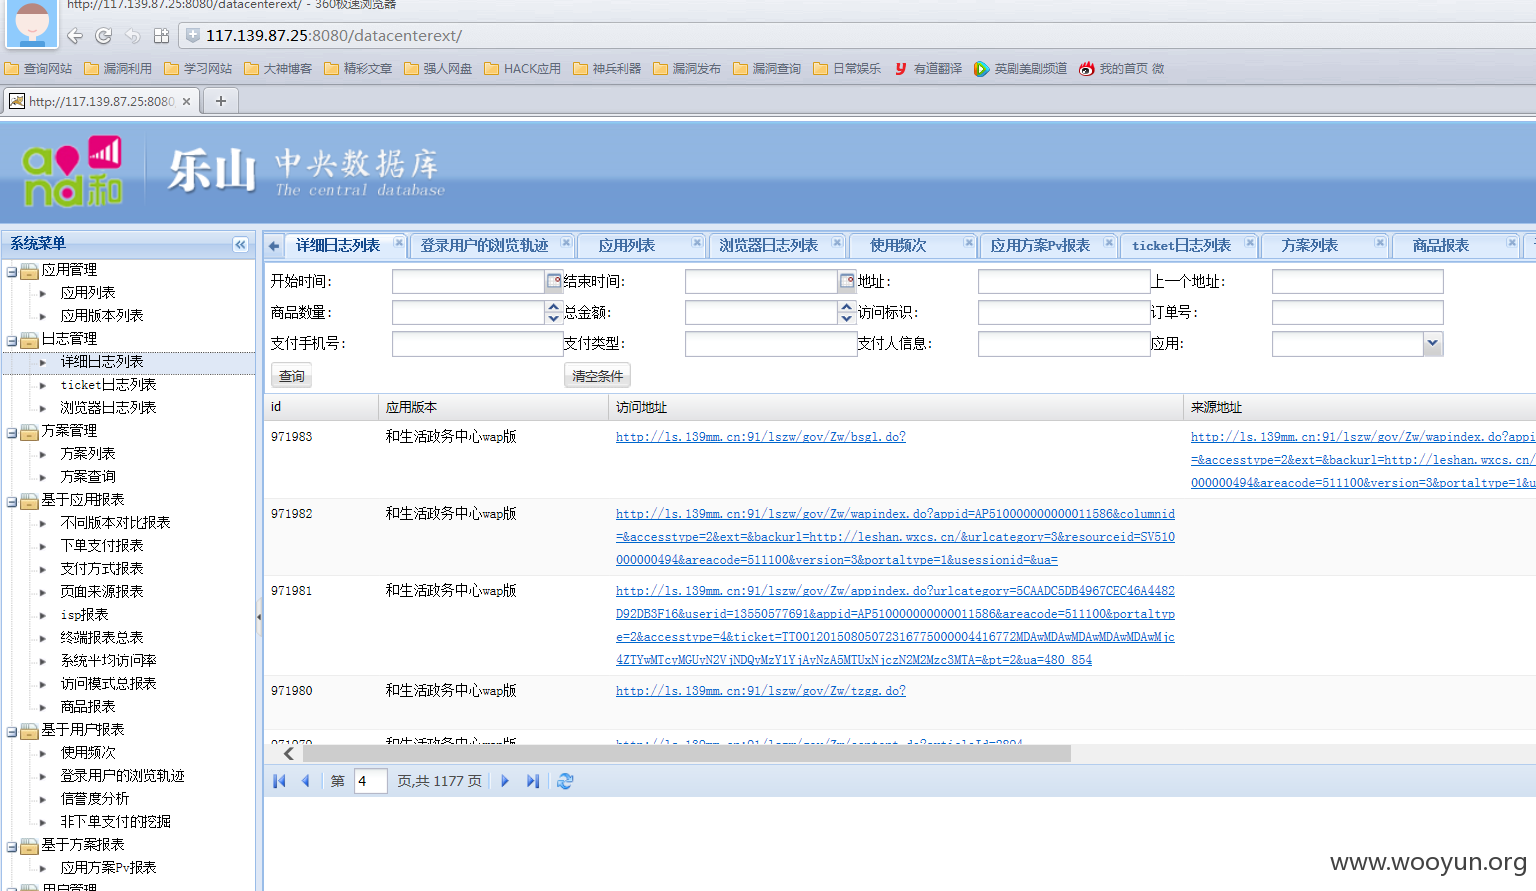 http://117.139.87.25:8080/datacenterext/ - 360极速浏览器
117.139.87.25:8080/datacenterext/
查询网站 漏洞利用 学习网站 大神博客 精彩文章 强人网盘 HACK应用 神兵利器 漏洞发布 漏洞查询 日常娱乐 有道翻译 英剧美剧频道 我的首页 微
http://117.139.87.25:8080
and和 乐山 中央数据库
The central database
系统菜单
应用管理
应用列表
应用版本列表
日志管理
详细日志列表
ticket日志列表
浏览器日志列表
方案管理
方案列表
方案查询
基于应用报表
不同版本对比报表
下单支付报表
支付方式报表
页面来源报表
isp报表
终端报表总表
系统平均访问率
访问模式总报表
商品报表
基于用户报表
使用频次
登录用户的浏览轨迹
信誉度分析
非下单支付的挖掘
基于方案报表
应用方案Pv报表
用户管理
详细日志列表 登录用户的浏览轨迹 应用列表 浏览器日志列表 使用频次 应用方案Pv报表 ticket日志列表 方案列表 商品报表
开始时间: 结束时间: 地址: 上一个地址:
商品数量: 总金额: 访问标识: 订单号:
支付手机号: 支付类型: 支付人信息: 应用:
查询 清空条件
id 应用版本 访问地址 来源地址
971983 和生活政务中心wap版 http://ls.139mm.cn:91/lszw/gov/Zw/bsgl.do? http://ls.139mm.cn:91/lszw/gov/Zw/wapindex.do?appi
=&accesstype=2&ext=&backurl=http://leshan.wxcs.cn/
000000494&areacode=511100&version=3&portaltype=1&u
971982 和生活政务中心wap版 http://ls.139mm.cn:91/lszw/gov/Zw/wapindex.do?appid=AP510000000000011586&columnid
=&accesstype=2&ext=&backurl=http://leshan.wxcs.cn/&urlcategory=3&resourceid=SV510
000000494&areacode=511100&version=3&portaltype=1&usessionid=&ua=
971981 和生活政务中心wap版 http://ls.139mm.cn:91/lszw/gov/Zw/appindex.do?urlcategory=5CAADC5DB4967CEC46A4482
D92DB3F16&userid=13550577691&appid=AP510000000000011586&areacode=511100&portaltyp
e=2&accesstype=4&ticket=TT00120150805072316775000004416772MDAwMDAwMDAwMDAwMDAwMjc
4ZTYwMTcyMGUyN2VjNDQyMzY1YjAyNzA5MTUxNjczN2M2Mzc3MTA=&pt=2&ua=480_854
971980 和生活政务中心wap版 http://ls.139mm.cn:91/lszw/gov/Zw/tzgg.do?
971979 和生活政务中心wap版 http://ls.139mm.cn:91/lszw/gov/Zw/content.do?articleId=2894
第 4 页,共 1177 页
www.wooyun.org